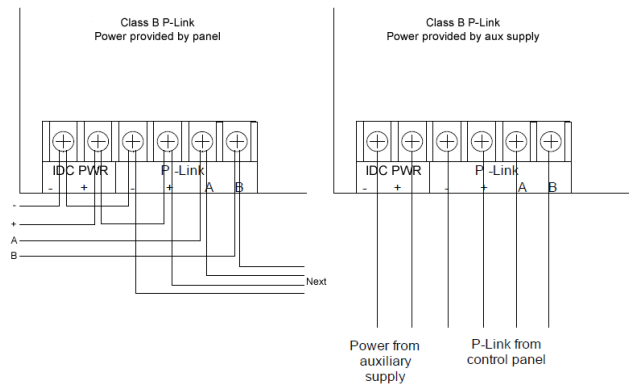 Class B P-Link
Power provided by panel
IDC PWR P -Link
- + - + A B
-
+
A
B
Next
Class B P-Link
Power provided by aux supply
IDC PWR P -Link
- + - + A B
Power from
auxiliary
supply
P-Link from
control panel